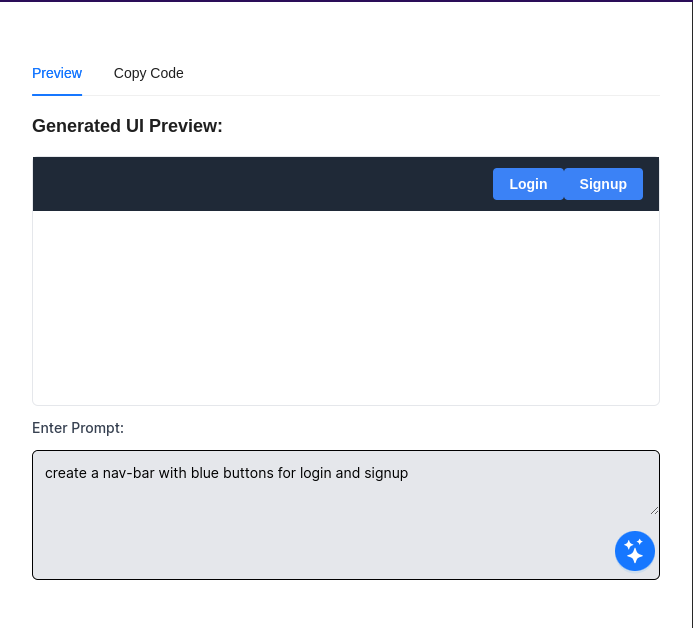 Preview Copy Code
Generated UI Preview:
Login Signup
Enter Prompt:
create a nav-bar with blue buttons for login and signup